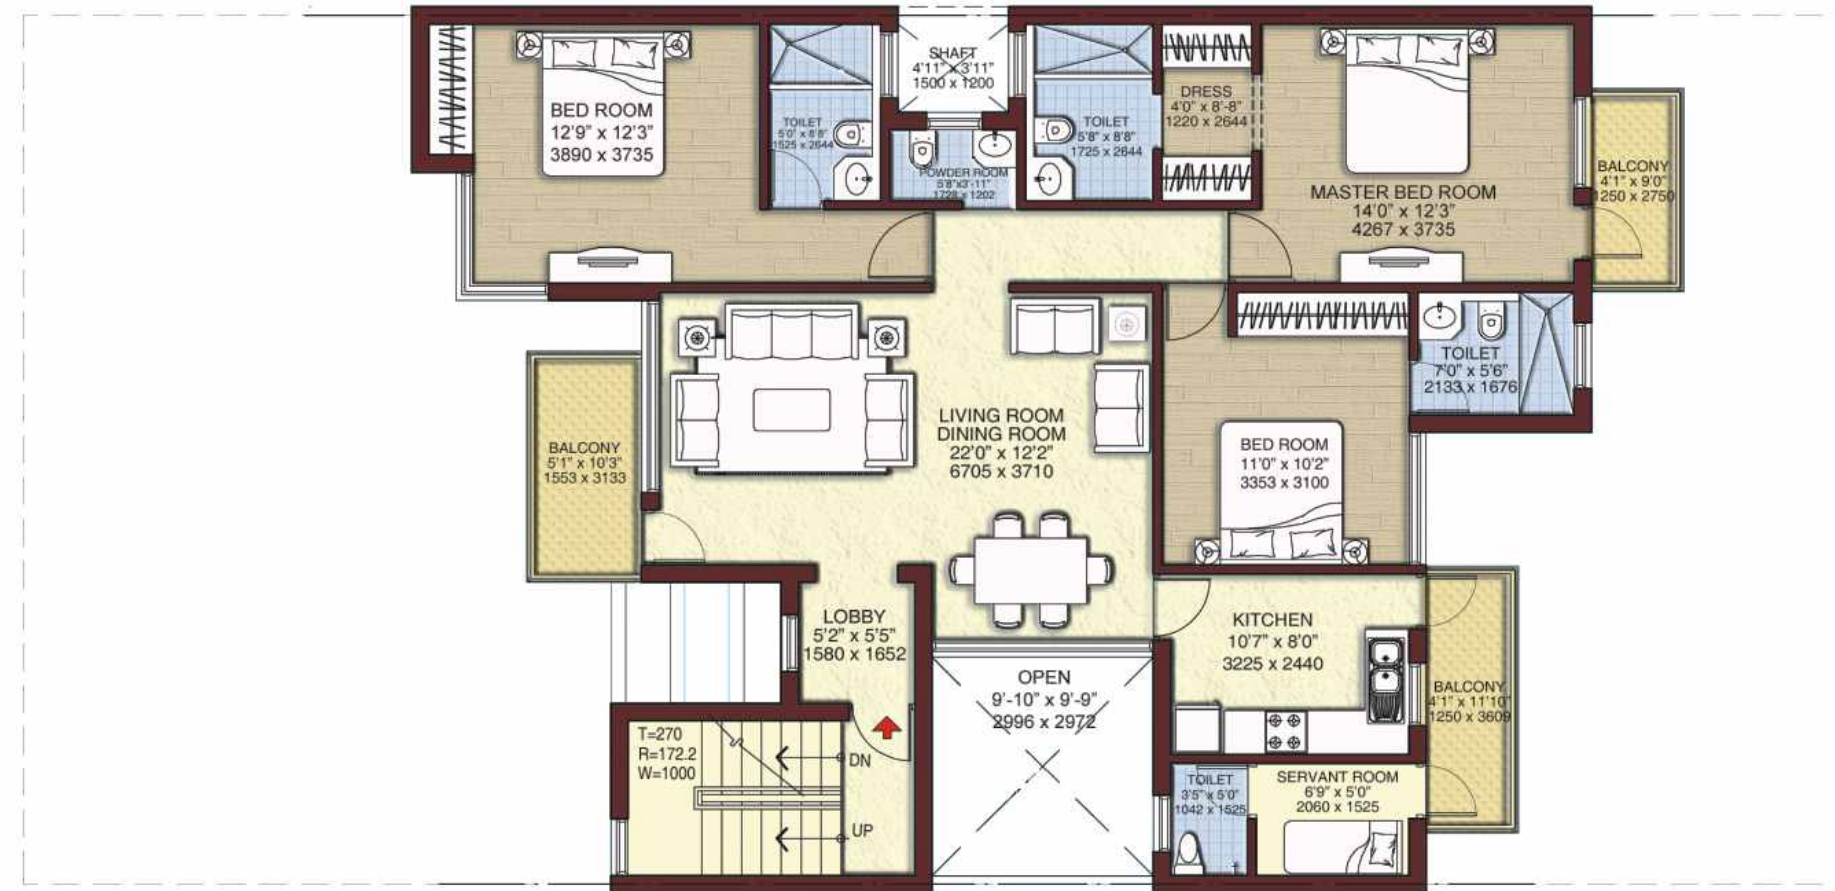 BED ROOM
12'9" x 12'3"
3890 x 3735
TOILET
5'0" x 8'8"
1525 x 2644
SHAFT
4'11" x 3'11"
1500 x 1200
POWDER ROOM
5'8"x3'-11"
1728 x 1202
TOILET
5'8" x 8'8"
1725 x 2644
DRESS
4'0" x 8'-8"
1220 x 2644
MASTER BED ROOM
14'0" x 12'3"
4267 x 3735
BALCONY
4'1" x 9'0"
1250 x 2750
BALCONY
5'1" x 10'3"
1553 x 3133
LIVING ROOM
DINING ROOM
22'0" x 12'2"
6705 x 3710
BED ROOM
11'0" x 10'2"
3353 x 3100
TOILET
7'0" x 5'6"
2133 x 1676
LOBBY
5'2" x 5'5"
1580 x 1652
OPEN
9'-10" x 9'-9"
2996 x 2972
KITCHEN
10'7" x 8'0"
3225 x 2440
BALCONY
4'1" x 11'10"
1250 x 3609
T=270
R=172.2
W=1000
DN
UP
TOILET
3'5" x 5'0"
1042 x 1525
SERVANT ROOM
6'9" x 5'0"
2060 x 1525